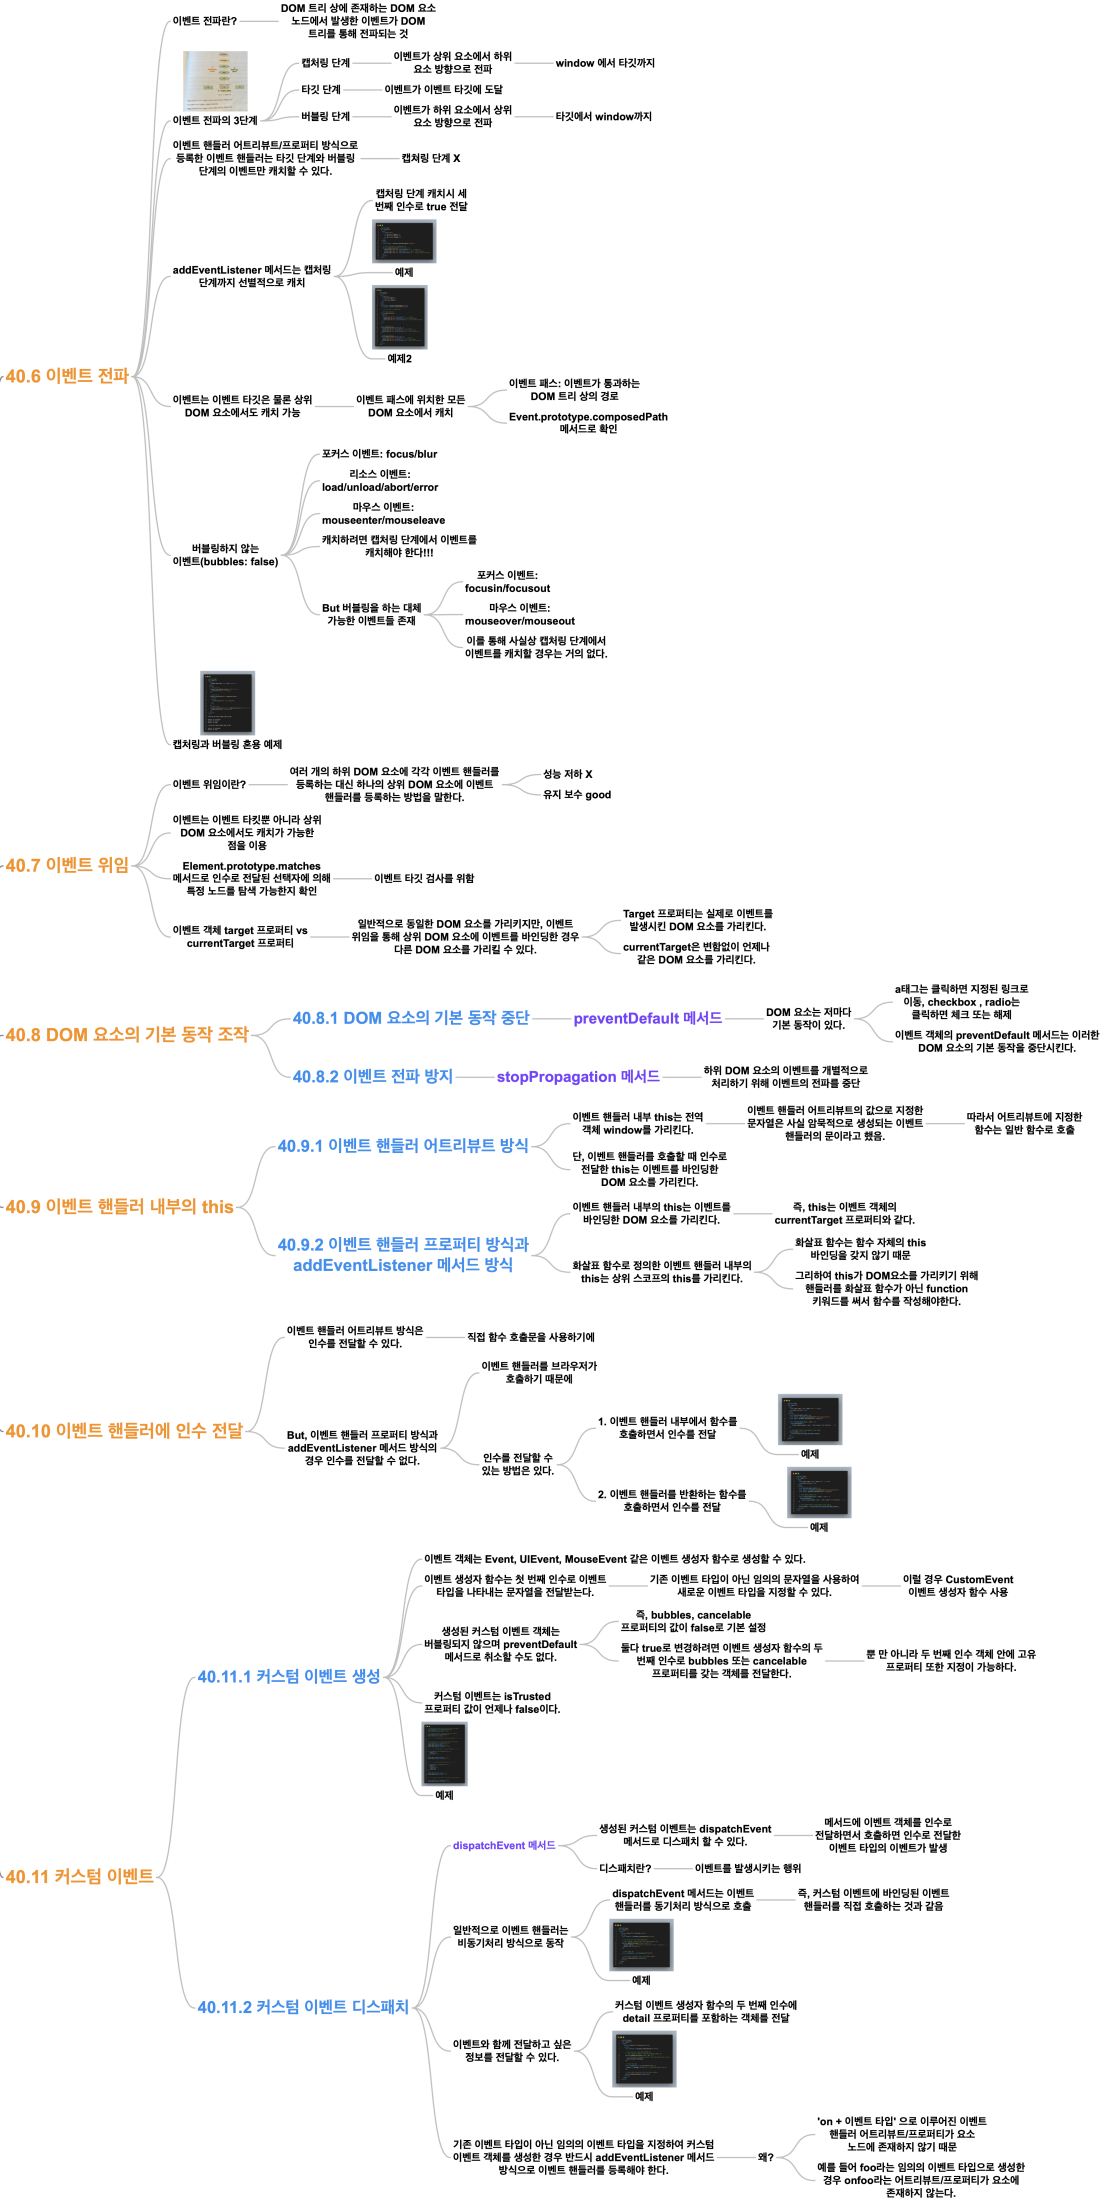 40.6 이벤트 전파
이벤트 전파란?
DOM 트리 상에 존재하는 DOM 요소
노드에서 발생한 이벤트가 DOM
트리를 통해 전파되는 것
이벤트 전파의 3단계
캡처링 단계
이벤트가 상위 요소에서 하위
요소 방향으로 전파
window 에서 타깃까지
타깃 단계
이벤트가 이벤트 타깃에 도달
버블링 단계
이벤트가 하위 요소에서 상위
요소 방향으로 전파
타깃에서 window까지
이벤트 핸들러 어트리뷰트/프로퍼티 방식으로
등록한 이벤트 핸들러는 타깃 단계와 버블링
단계의 이벤트만 캐치할 수 있다.
캡쳐링 단계 X
addEventListener 메서드는 캡처링
단계까지 선별적으로 캐치
캡처링 단계 캐치시 세
번째 인수로 true 전달
예제
예제2
이벤트는 이벤트 타깃은 물론 상위
DOM 요소에서도 캐치 가능
이벤트 패스에 위치한 모든
DOM 요소에서 캐치
이벤트 패스: 이벤트가 통과하는
DOM 트리 상의 경로
Event.prototype.composedPath
메서드로 확인
버블링하지 않는
이벤트(bubbles: false)
포커스 이벤트: focus/blur
리소스 이벤트:
load/unload/abort/error
마우스 이벤트:
mouseenter/mouseleave
캐치하려면 캡처링 단계에서 이벤트를
캐치해야 한다!!!
But 버블링을 하는 대체
가능한 이벤트들 존재
포커스 이벤트:
focusin/focusout
마우스 이벤트:
mouseover/mouseout
이를 통해 사실상 캡처링 단계에서
이벤트를 캐치할 경우는 거의 없다.
캡처링과 버블링 혼용 예제
40.7 이벤트 위임
이벤트 위임이란?
여러 개의 하위 DOM 요소에 각각 이벤트 핸들러를
등록하는 대신 하나의 상위 DOM 요소에 이벤트
핸들러를 등록하는 방법을 말한다.
성능 저하 X
유지 보수 good
이벤트는 이벤트 타킷뿐 아니라 상위
DOM 요소에서도 캐치가 가능한
점을 이용
Element.prototype.matches
메서드로 인수로 전달된 선택자에 의해
특정 노드를 탐색 가능한지 확인
이벤트 타깃 검사를 위함
이벤트 객체 target 프로퍼티 vs
currentTarget 프로퍼티
일반적으로 동일한 DOM 요소를 가리키지만, 이벤트
위임을 통해 상위 DOM 요소에 이벤트를 바인딩한 경우
다른 DOM 요소를 가리킬 수 있다.
Target 프로퍼티는 실제로 이벤트를
발생시킨 DOM 요소를 가리킨다.
currentTarget은 변함없이 언제나
같은 DOM 요소를 가리킨다.
40.8 DOM 요소의 기본 동작 조작
40.8.1 DOM 요소의 기본 동작 중단
preventDefault 메서드
DOM 요소는 저마다
기본 동작이 있다.
a태그는 클릭하면 지정된 링크로
이동, checkbox , radio는
클릭하면 체크 또는 해제
이벤트 객체의 preventDefault 메서드는 이러한
DOM 요소의 기본 동작을 중단시킨다.
40.8.2 이벤트 전파 방지
stopPropagation 메서드
하위 DOM 요소의 이벤트를 개별적으로
처리하기 위해 이벤트의 전파를 중단
40.9 이벤트 핸들러 내부의 this
40.9.1 이벤트 핸들러 어트리뷰트 방식
이벤트 핸들러 내부 this는 전역
객체 window를 가리킨다.
이벤트 핸들러 어트리뷰트의 값으로 지정한
문자열은 사실 암묵적으로 생성되는 이벤트
핸들러의 문이라고 했음.
따라서 어트리뷰트에 지정한
함수는 일반 함수로 호출
단, 이벤트 핸들러를 호출할 때 인수로
전달한 this는 이벤트를 바인딩한
DOM 요소를 가리킨다.
40.9.2 이벤트 핸들러 프로퍼티 방식과
addEventListener 메서드 방식
이벤트 핸들러 내부의 this는 이벤트를
바인딩한 DOM 요소를 가리킨다.
즉, this는 이벤트 객체의
currentTarget 프로퍼티와 같다.
화살표 함수로 정의한 이벤트 핸들러 내부의
this는 상위 스코프의 this를 가리킨다.
화살표 함수는 함수 자체의 this
바인딩을 갖지 않기 때문
그리하여 this가 DOM요소를 가리키기 위해
핸들러를 화살표 함수가 아닌 function
키워드를 써서 함수를 작성해야한다.
40.10 이벤트 핸들러에 인수 전달
이벤트 핸들러 어트리뷰트 방식은
인수를 전달할 수 있다.
직접 함수 호출문을 사용하기에
But, 이벤트 핸들러 프로퍼티 방식과
addEventListener 메서드 방식의
경우 인수를 전달할 수 없다.
이벤트 핸들러를 브라우저가
호출하기 때문에
인수를 전달할 수
있는 방법은 있다.
1. 이벤트 핸들러 내부에서 함수를
호출하면서 인수를 전달
예제
2. 이벤트 핸들러를 반환하는 함수를
호출하면서 인수를 전달
예제
40.11 커스텀 이벤트
40.11.1 커스텀 이벤트 생성
이벤트 객체는 Event, UIEvent, MouseEvent 같은 이벤트 생성자 함수로 생성할 수 있다.
이벤트 생성자 함수는 첫 번째 인수로 이벤트
타입을 나타내는 문자열을 전달받는다.
기존 이벤트 타입이 아닌 임의의 문자열을 사용하여
새로운 이벤트 타입을 지정할 수 있다.
이럴 경우 CustomEvent
이벤트 생성자 함수 사용
생성된 커스텀 이벤트 객체는
버블링되지 않으며 preventDefault
메서드로 취소할 수도 없다.
즉, bubbles, cancelable
프로퍼티의 값이 false로 기본 설정
둘다 true로 변경하려면 이벤트 생성자 함수의 두
번째 인수로 bubbles 또는 cancelable
프로퍼티를 갖는 객체를 전달한다.
뿐 만 아니라 두 번째 인수 객체 안에 고유
프로퍼티 또한 지정이 가능하다.
커스텀 이벤트는 isTrusted
프로퍼티 값이 언제나 false이다.
예제
40.11.2 커스텀 이벤트 디스패치
dispatchEvent 메서드
생성된 커스텀 이벤트는 dispatchEvent
메서드로 디스패치 할 수 있다.
메서드에 이벤트 객체를 인수로
전달하면서 호출하면 인수로 전달한
이벤트 타입의 이벤트가 발생
디스패치란?
이벤트를 발생시키는 행위
일반적으로 이벤트 핸들러는
비동기처리 방식으로 동작
dispatchEvent 메서드는 이벤트
핸들러를 동기처리 방식으로 호출
즉, 커스텀 이벤트에 바인딩된 이벤트
핸들러를 직접 호출하는 것과 같음
예제
이벤트와 함께 전달하고 싶은
정보를 전달할 수 있다.
커스텀 이벤트 생성자 함수의 두 번째 인수에
detail 프로퍼티를 포함하는 객체를 전달
예제
기존 이벤트 타입이 아닌 임의의 이벤트 타입을 지정하여 커스텀
이벤트 객체를 생성한 경우 반드시 addEventListener 메서드
방식으로 이벤트 핸들러를 등록해야 한다.
왜?
'on + 이벤트 타입' 으로 이루어진 이벤트
핸들러 어트리뷰트/프로퍼티가 요소
노드에 존재하지 않기 때문
예를 들어 foo라는 임의의 이벤트 타입으로 생성한
경우 onfoo라는 어트리뷰트/프로퍼티가 요소에
존재하지 않는다.